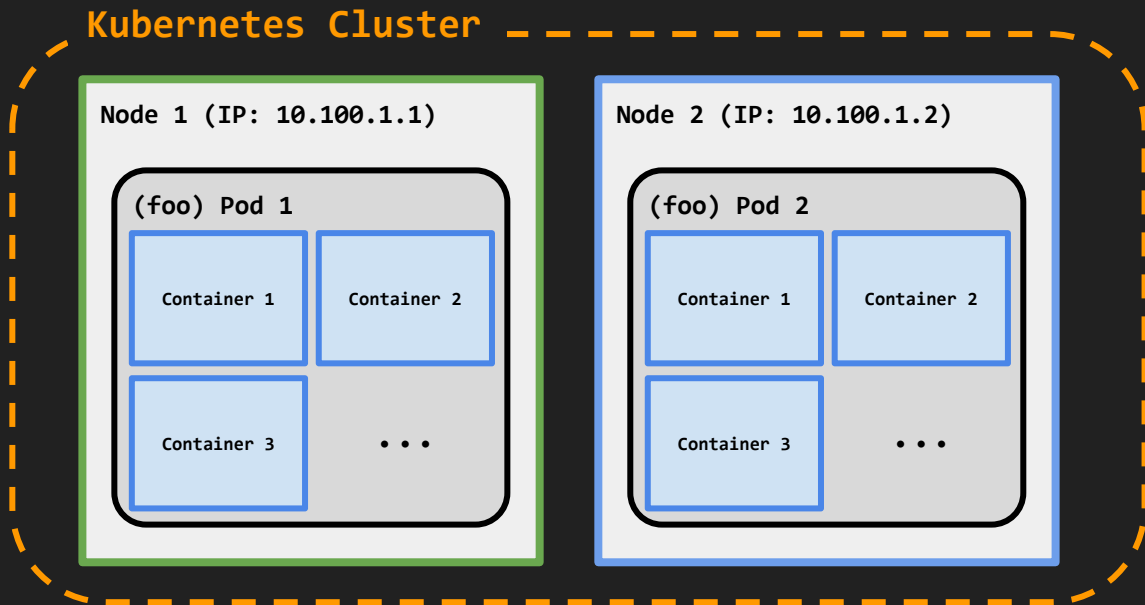 Kubernetes Cluster
Node 1 (IP: 10.100.1.1)
(foo) Pod 1
Container 1
Container 2
Container 3
...
Node 2 (IP: 10.100.1.2)
(foo) Pod 2
Container 1
Container 2
Container 3
...